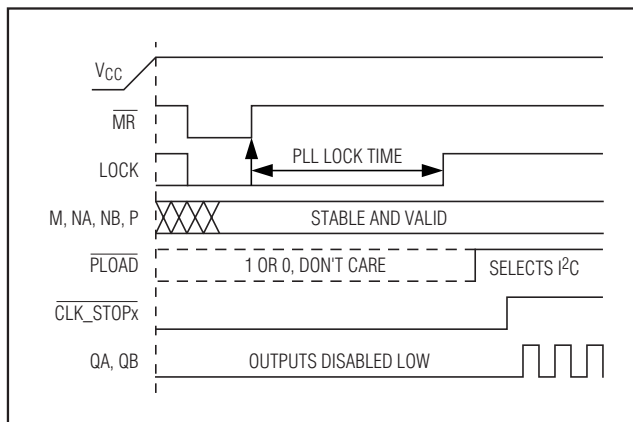 VCC
MR
LOCK
PLL LOCK TIME
M, NA, NB, P
STABLE AND VALID
PLOAD
1 OR 0, DON'T CARE
SELECTS I²C
CLK_STOPx
QA, QB
OUTPUTS DISABLED LOW